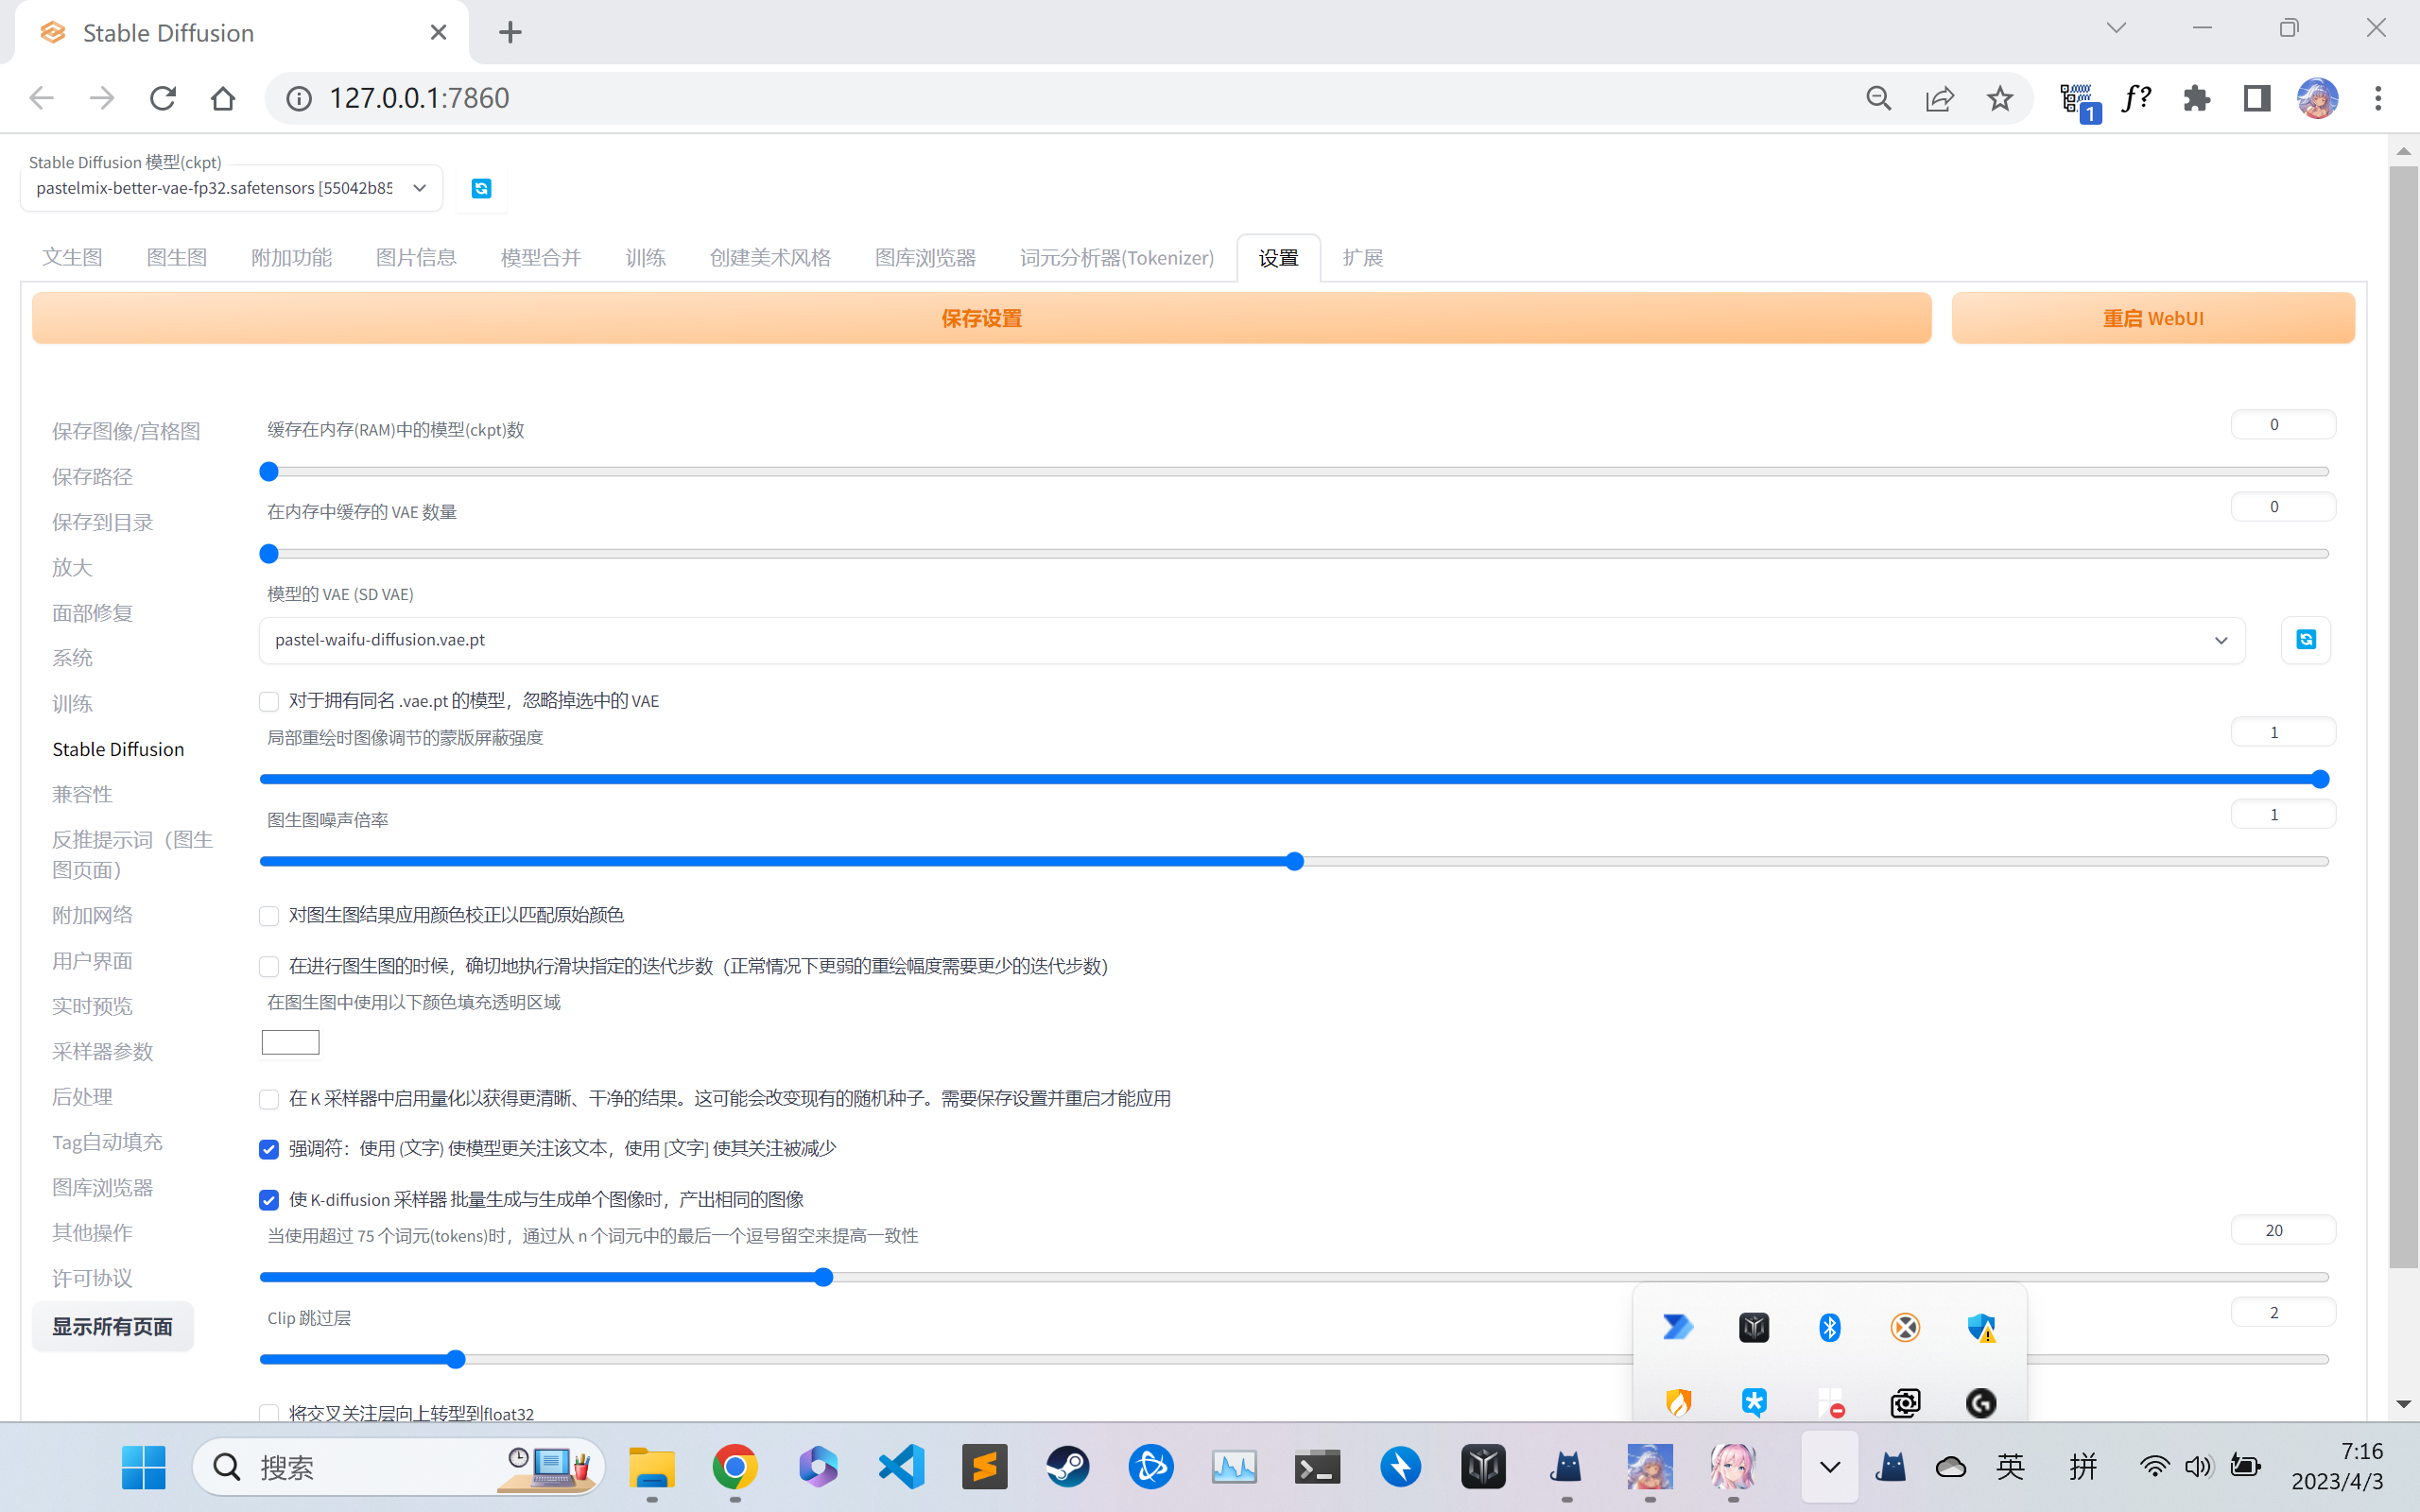 Stable Diffusion
127.0.0.1:7860
1
f?
Stable Diffusion 模型(ckpt)
pastelmix-better-vae-fp32.safetensors [55042b85
文生图 图生图 附加功能 图片信息 模型合并 训练 创建美术风格 图库浏览器 词元分析器(Tokenizer) 设置 扩展
保存设置 重启 WebUI
保存图像/宫格图
保存路径
保存到目录
放大
面部修复
系统
训练
Stable Diffusion
兼容性
反推提示词（图生
图页面）
附加网络
用户界面
实时预览
采样器参数
后处理
Tag自动填充
图库浏览器
其他操作
许可协议
显示所有页面
缓存在内存(RAM)中的模型(ckpt)数 0
在内存中缓存的 VAE 数量 0
模型的 VAE (SD VAE)
pastel-waifu-diffusion.vae.pt
对于拥有同名 .vae.pt 的模型，忽略掉选中的 VAE
局部重绘时图像调节的蒙版屏蔽强度 1
图生图噪声倍率 1
对图生图结果应用颜色校正以匹配原始颜色
在进行图生图的时候，确切地执行滑块指定的迭代步数（正常情况下更弱的重绘幅度需要更少的迭代步数）
在图生图中使用以下颜色填充透明区域
在 K 采样器中启用量化以获得更清晰、干净的结果。这可能会改变现有的随机种子。需要保存设置并重启才能应用
强调符：使用 (文字) 使模型更关注该文本，使用 [文字] 使其关注被减少
使 K-diffusion 采样器 批量生成与生成单个图像时，产出相同的图像
当使用超过 75 个词元(tokens)时，通过从 n 个词元中的最后一个逗号留空来提高一致性 20
Clip 跳过层 2
将交叉关注层向上转型到float32
搜索
英 拼
7:16
2023/4/3